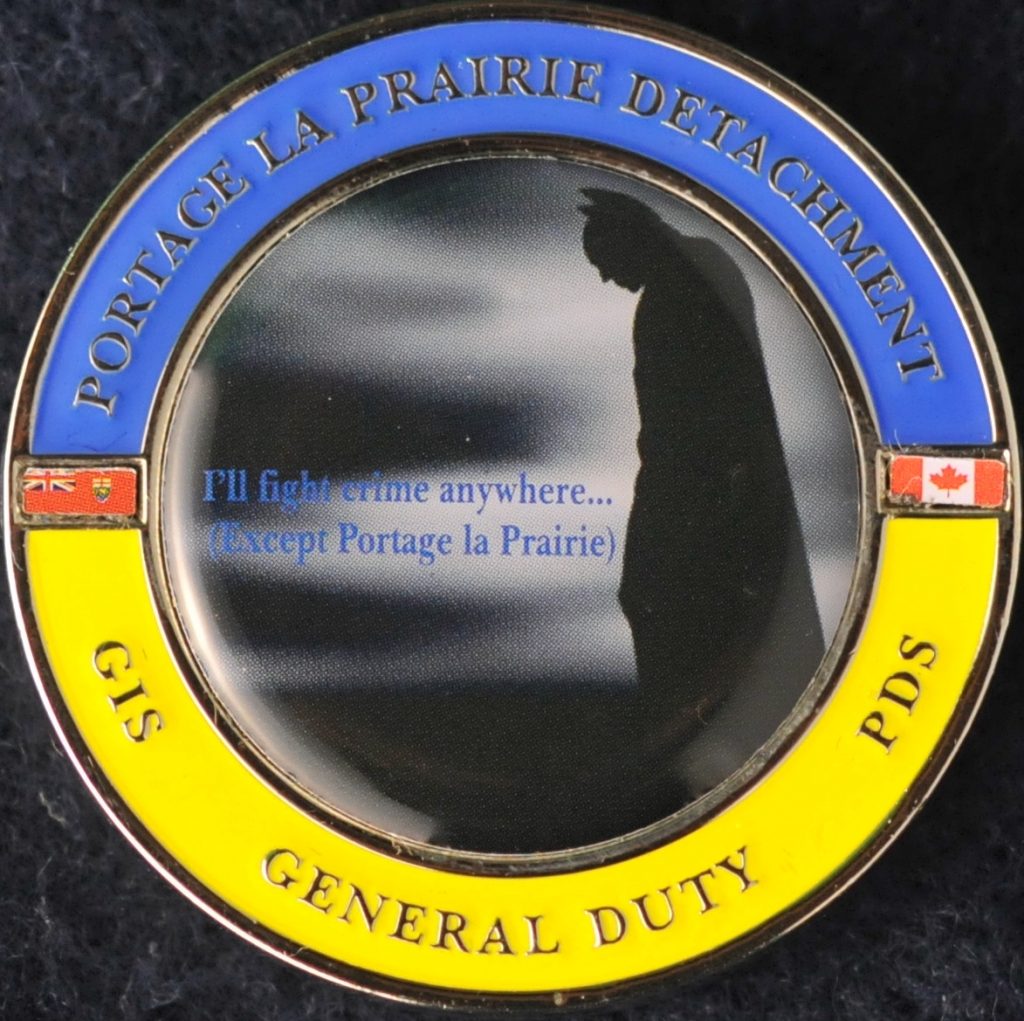 PORTAGE LA PRAIRIE DETACHMENT
I'll fight crime anywhere...
(Except Portage la Prairie)
GIS
GENERAL DUTY
PDS